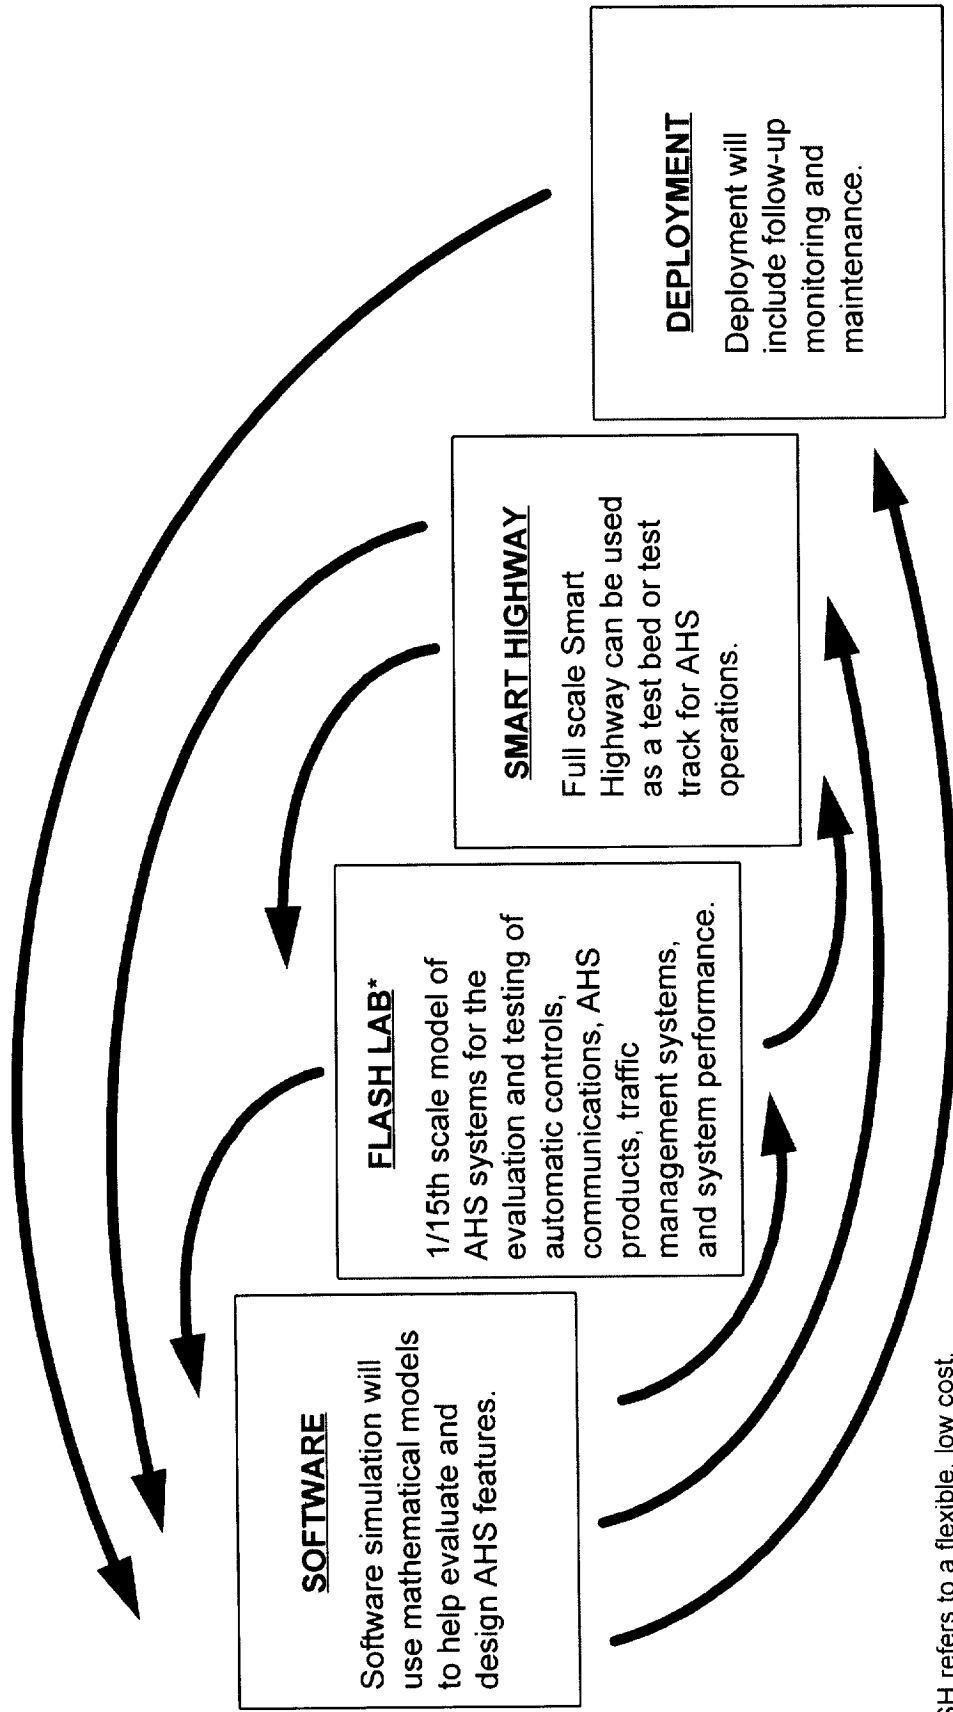 SOFTWARE
Software simulation will
use mathematical models
to help evaluate and
design AHS features.
FLASH LAB*
1/15th scale model of
AHS systems for the
evaluation and testing of
automatic controls,
communications, AHS
products, traffic
management systems,
and system performance.
SMART HIGHWAY
Full scale Smart
Highway can be used
as a test bed or test
track for AHS
operations.
DEPLOYMENT
Deployment will
include follow-up
monitoring and
maintenance.
refers to a flexible, low cost,